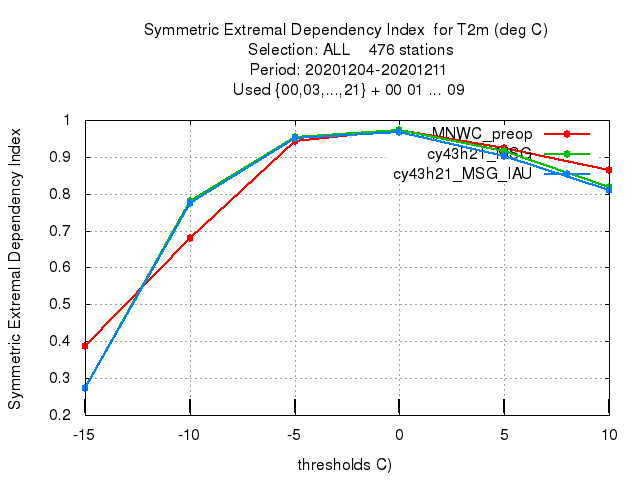 Symmetric Extremal Dependency Index  for T2m (deg C)
Selection: ALL    476 stations
Period: 20201204-20201211
Used {00,03,...,21} + 00 01 ... 09
Symmetric Extremal Dependency Index
1
0.9
0.8
0.7
0.6
0.5
0.4
0.3
0.2
MNWC_preop
cy43h21_MSG
cy43h21_MSG_IAU
-15 -10 -5 0 5 10
thresholds C)